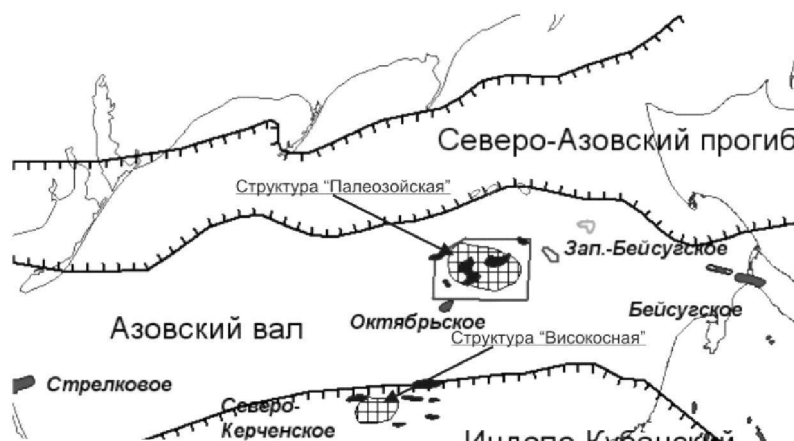 Северо-Азовский прогиб
Структура “Палеозойская”
Зап.-Бейсугское
Бейсугское
Октябрьское
Азовский вал
Структура “Високосная”
Стрелковое
Северо-
Керченское